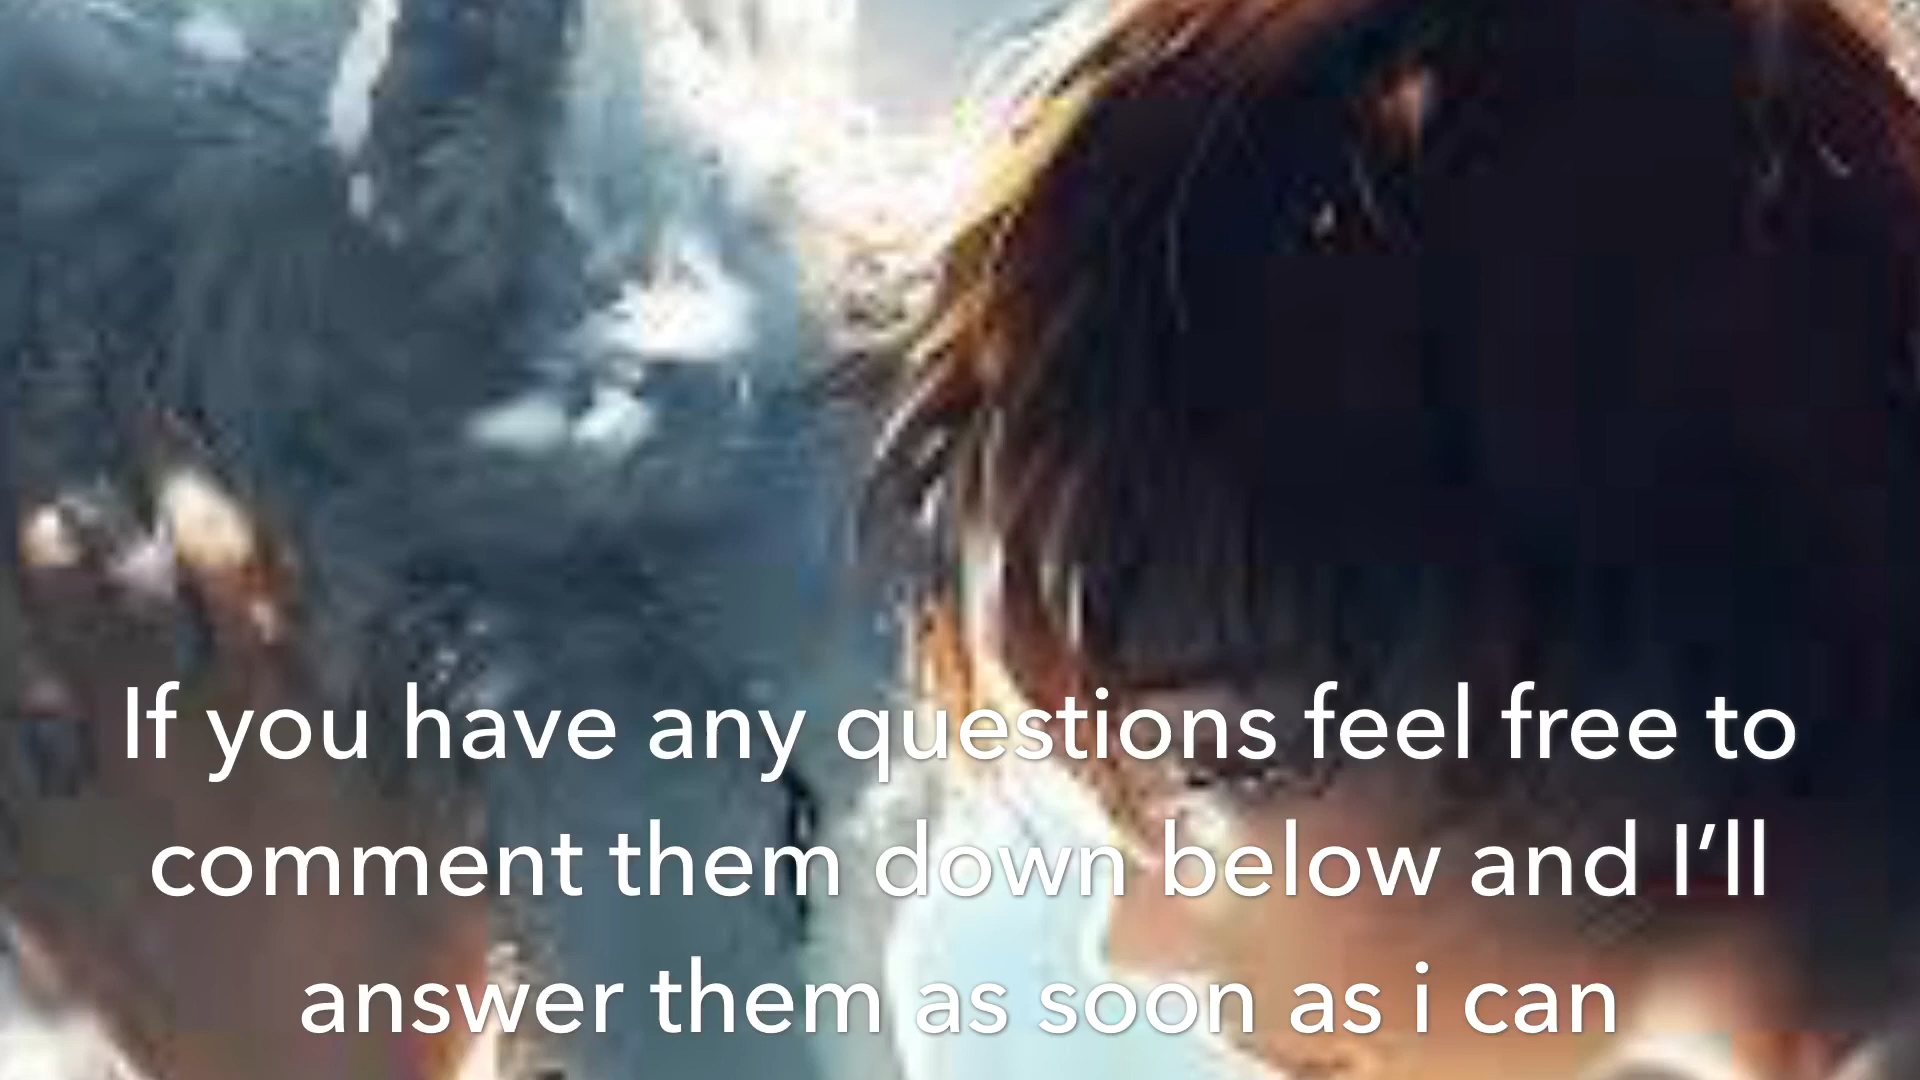 If you have any questions feel free to
comment them down below and I’ll
answer them as soon as i can